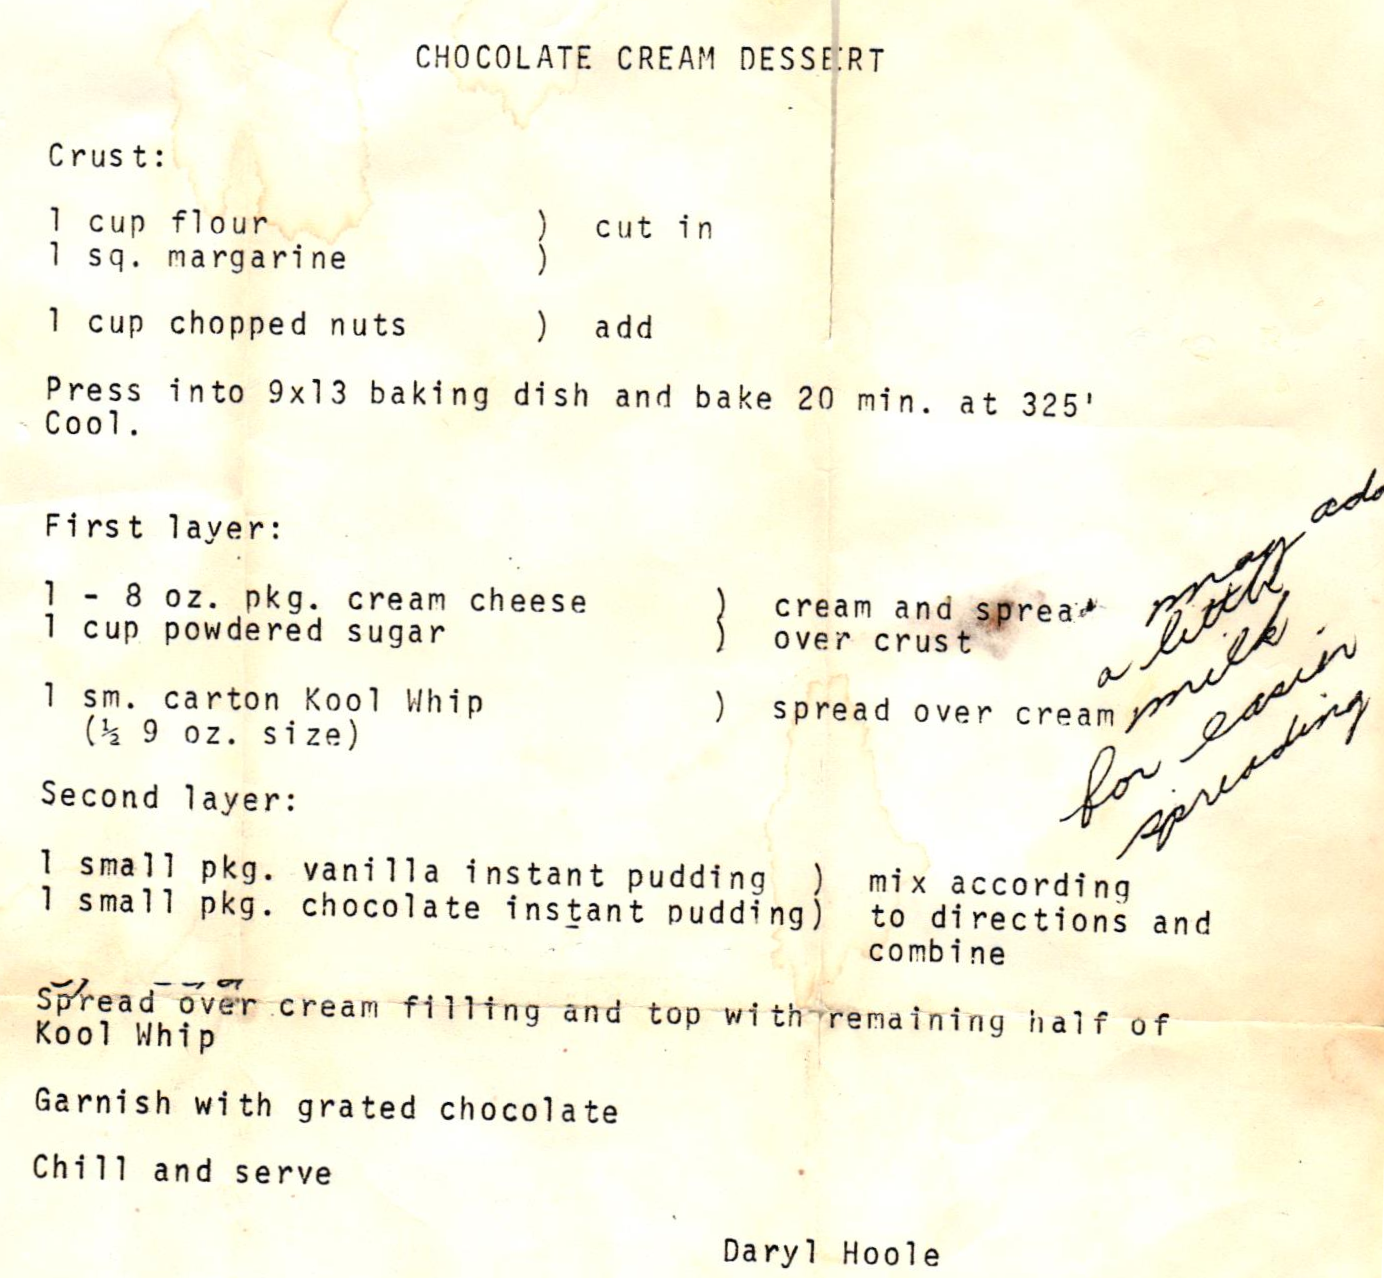 CHOCOLATE CREAM DESSERT
Crust:
1 cup flour ) cut in
1 sq. margarine )
1 cup chopped nuts ) add
Press into 9x13 baking dish and bake 20 min. at 325'
Cool.
First layer:
1 - 8 oz. pkg. cream cheese ) cream and sprea
1 cup powdered sugar ) over crust
may add
a little
milk
for easier
spreading
1 sm. carton Kool Whip ) spread over cream
(½ 9 oz. size)
Second layer:
1 small pkg. vanilla instant pudding ) mix according
1 small pkg. chocolate instant pudding) to directions and
combine
Spread over cream filling and top with remaining half of
Kool Whip
Garnish with grated chocolate
Chill and serve
Daryl Hoole